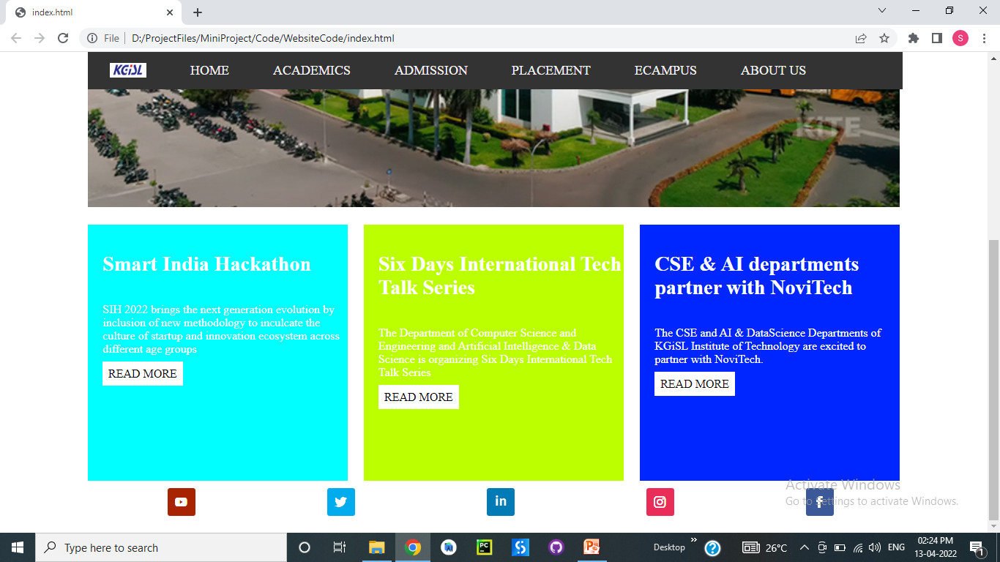 index.html
File
D:/ProjectFiles/MiniProject/Code/WebsiteCode/index.html
S
KGiSL
HOME
ACADEMICS
ADMISSION
PLACEMENT
ECAMPUS
ABOUT US
KITE
Smart India Hackathon
SIH 2022 brings the next generation evolution by
inclusion of new methodology to inculcate the
culture of startup and innovation ecosystem across
different age groups
READ MORE
Six Days International Tech
Talk Series
The Department of Computer Science and
Engineering and Artificial Intelligence & Data
Science is organizing Six Days International Tech
Talk Series
READ MORE
CSE & AI departments
partner with NoviTech
The CSE and AI & DataScience Departments of
KGiSL Institute of Technology are excited to
partner with NoviTech.
READ MORE
in
f
Activate Windows
Go to Settings to activate Windows.
Type here to search
PC
Desktop
26°C
ENG
02:24 PM
13-04-2022
1